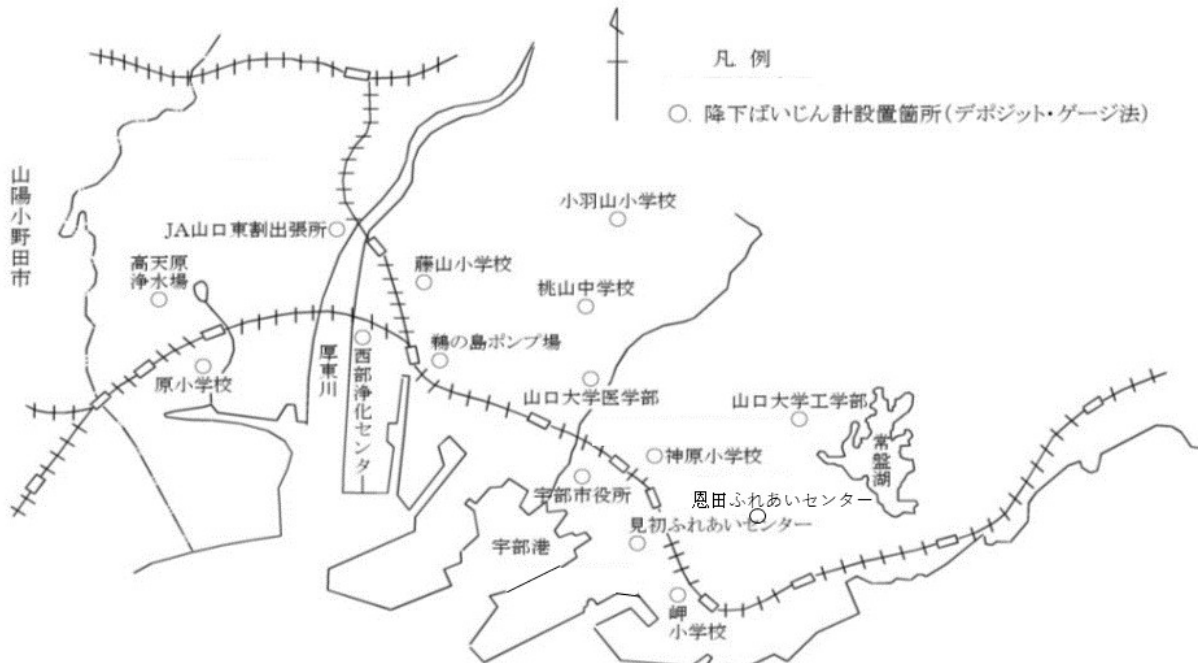 凡 例
○. 降下ばいじん計設置箇所(デポジット・ゲージ法)
山陽小野田市
小羽山小学校
JA山口東割出張所
高天原
浄水場
藤山小学校
桃山中学校
鵜の島ポンプ場
厚東川
西部浄化センター
原小学校
山口大学医学部
山口大学工学部
常盤湖
神原小学校
宇部市役所
恩田ふれあいセンター
見初ふれあいセンター
宇部港
岬
小学校